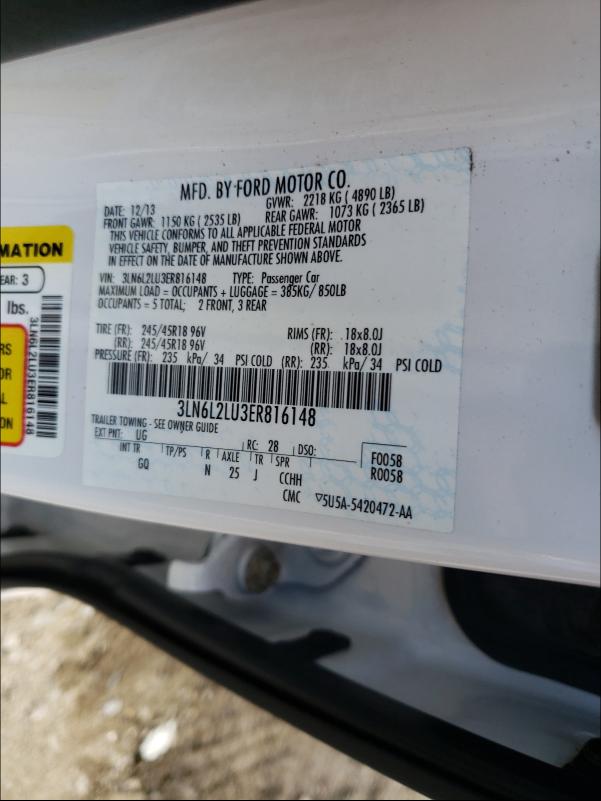 MFD. BY FORD MOTOR CO.
DATE: 12/13 GVWR: 2218 KG ( 4890 LB)
FRONT GAWR: 1150 KG ( 2535 LB) REAR GAWR: 1073 KG ( 2365 LB)
THIS VEHICLE CONFORMS TO ALL APPLICABLE FEDERAL MOTOR
VEHICLE SAFETY, BUMPER, AND THEFT PREVENTION STANDARDS
IN EFFECT ON THE DATE OF MANUFACTURE SHOWN ABOVE.
VIN: 3LN6L2LU3ER816148 TYPE: Passenger Car
MAXIMUM LOAD = OCCUPANTS + LUGGAGE = 385KG/ 850LB
OCCUPANTS = 5 TOTAL; 2 FRONT, 3 REAR
TIRE (FR): 245/45R18 96V RIMS (FR): 18x8.0J
(RR): 245/45R18 96V (RR): 18x8.0J
PRESSURE (FR): 235 kPa/ 34 PSI COLD (RR): 235 kPa/ 34 PSI COLD
3LN6L2LU3ER816148
TRAILER TOWING - SEE OWNER GUIDE
EXT PNT: UG RC: 28 DSO: F0058
INT TR TP/PS R AXLE TR SPR R0058
GQ N 25 J CCHH
CMC ▽5U5A-5420472-AA
MATION
EAR: 3
lbs.
RS
OR
ON
3LN6L2LU3ER816148